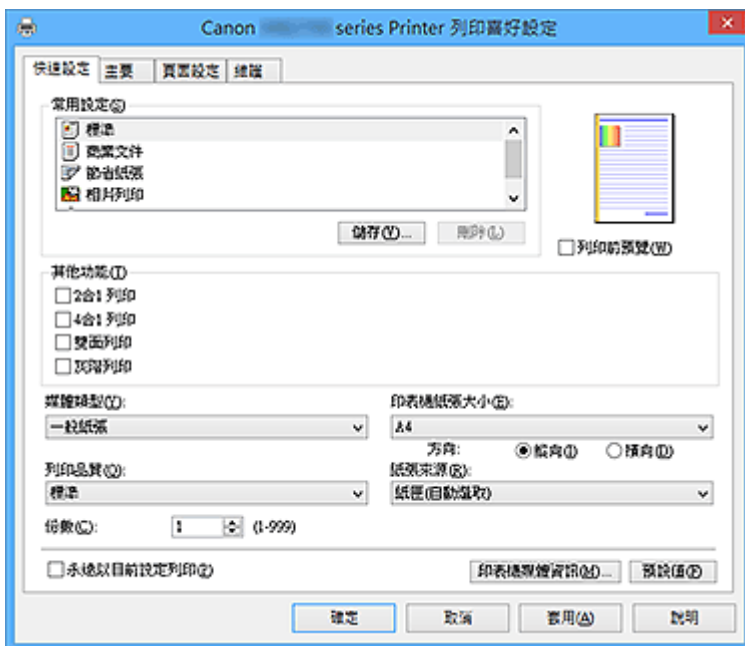 Canon series Printer 列印喜好設定
快速設定 主要 頁面設定 維護
常用設定(S)
標準
商業文件
節省紙張
相片列印
儲存(V)... 刪除(L)
列印前預覽(W)
其他功能(T)
2合1 列印
4合1 列印
雙面列印
灰階列印
媒體類型(Y): 印表機紙張大小(E):
一般紙張 A4
方向: 縱向(I) 橫向(D)
列印品質(Q): 紙張來源(R):
標準 紙匣(自動選取)
份數(C): 1 (1-999)
永遠以目前設定列印(2)
印表機媒體資訊(M)... 預設值(F)
確定 取消 套用(A) 說明